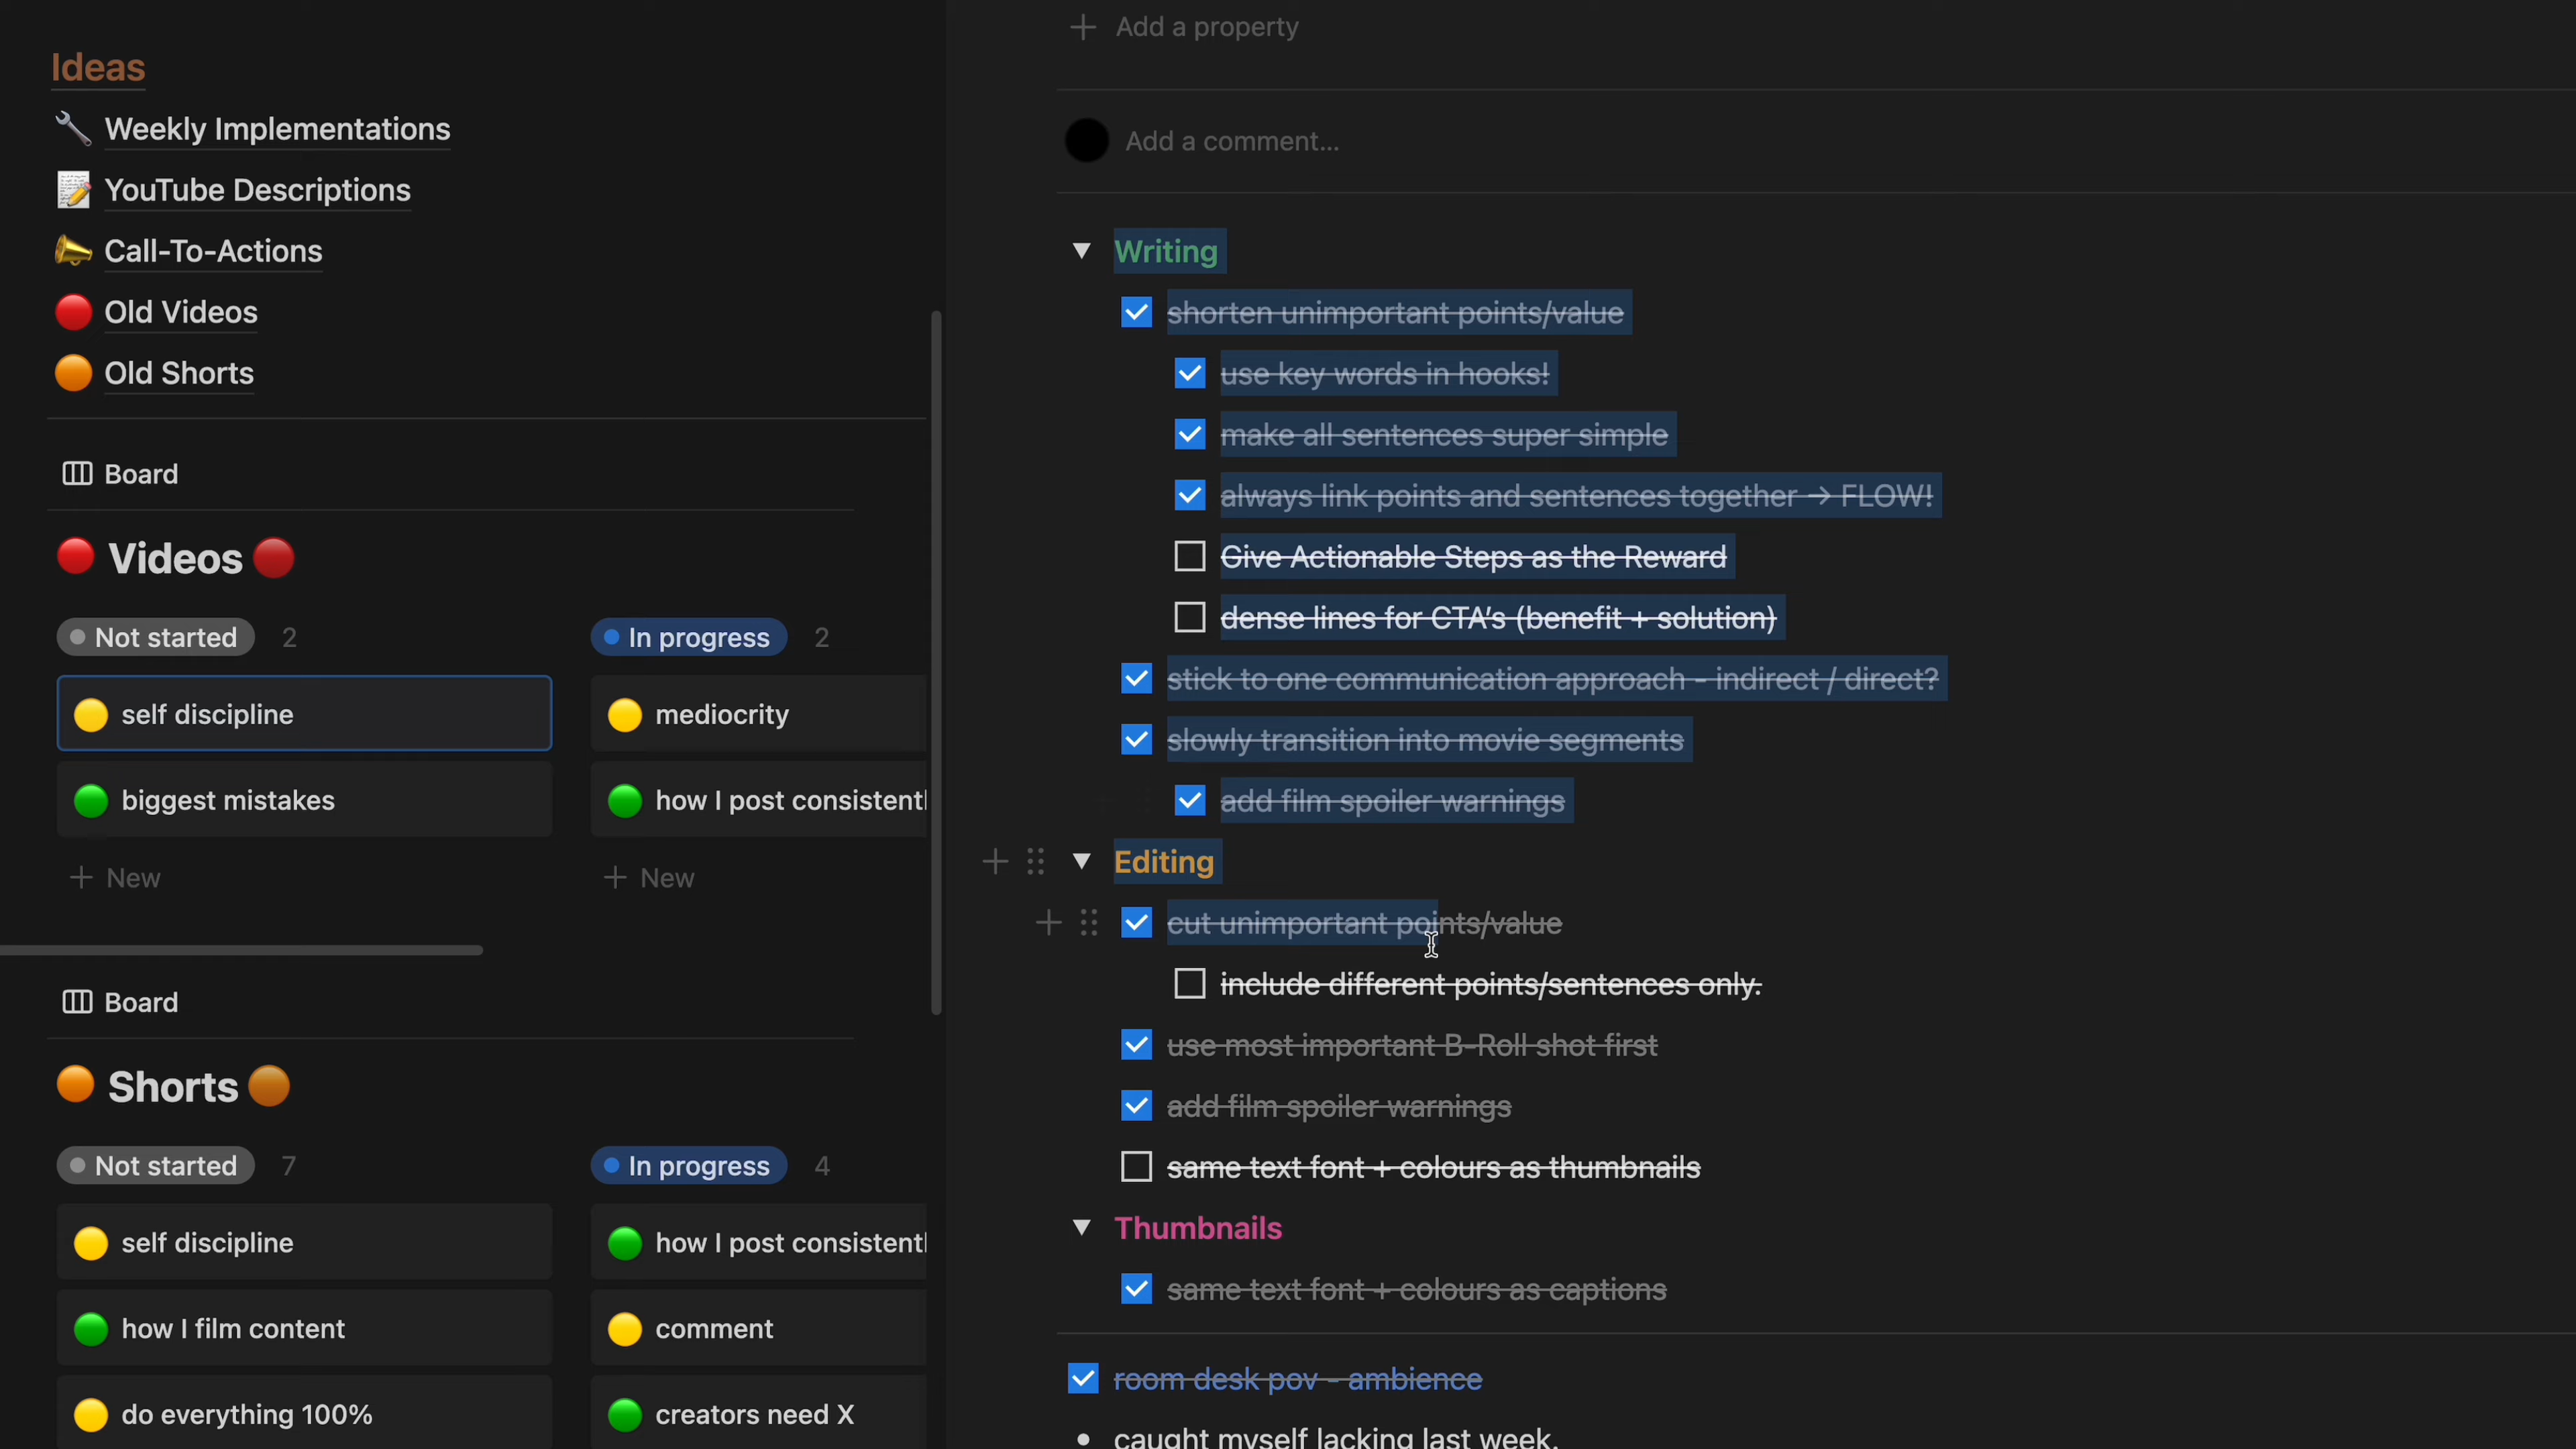 Ideas
Weekly Implementations
YouTube Descriptions
Call-To-Actions
Old Videos
Old Shorts
Board
Videos
Not started 2
self discipline
biggest mistakes
+ New
In progress 2
mediocrity
how I post consistentl
+ New
Board
Shorts
Not started 7
self discipline
how I film content
do everything 100%
In progress 4
how I post consistentl
comment
creators need X
+ Add a property
Add a comment...
Writing
shorten unimportant points/value
use key words in hooks!
make all sentences super simple
always link points and sentences together → FLOW!
Give Actionable Steps as the Reward
dense lines for CTA's (benefit + solution)
stick to one communication approach - indirect / direct?
slowly transition into movie segments
add film spoiler warnings
Editing
cut unimportant points/value
include different points/sentences only.
use most important B-Roll shot first
add film spoiler warnings
same text font + colours as thumbnails
Thumbnails
same text font + colours as captions
room desk pov - ambience
• caught myself lacking last week.